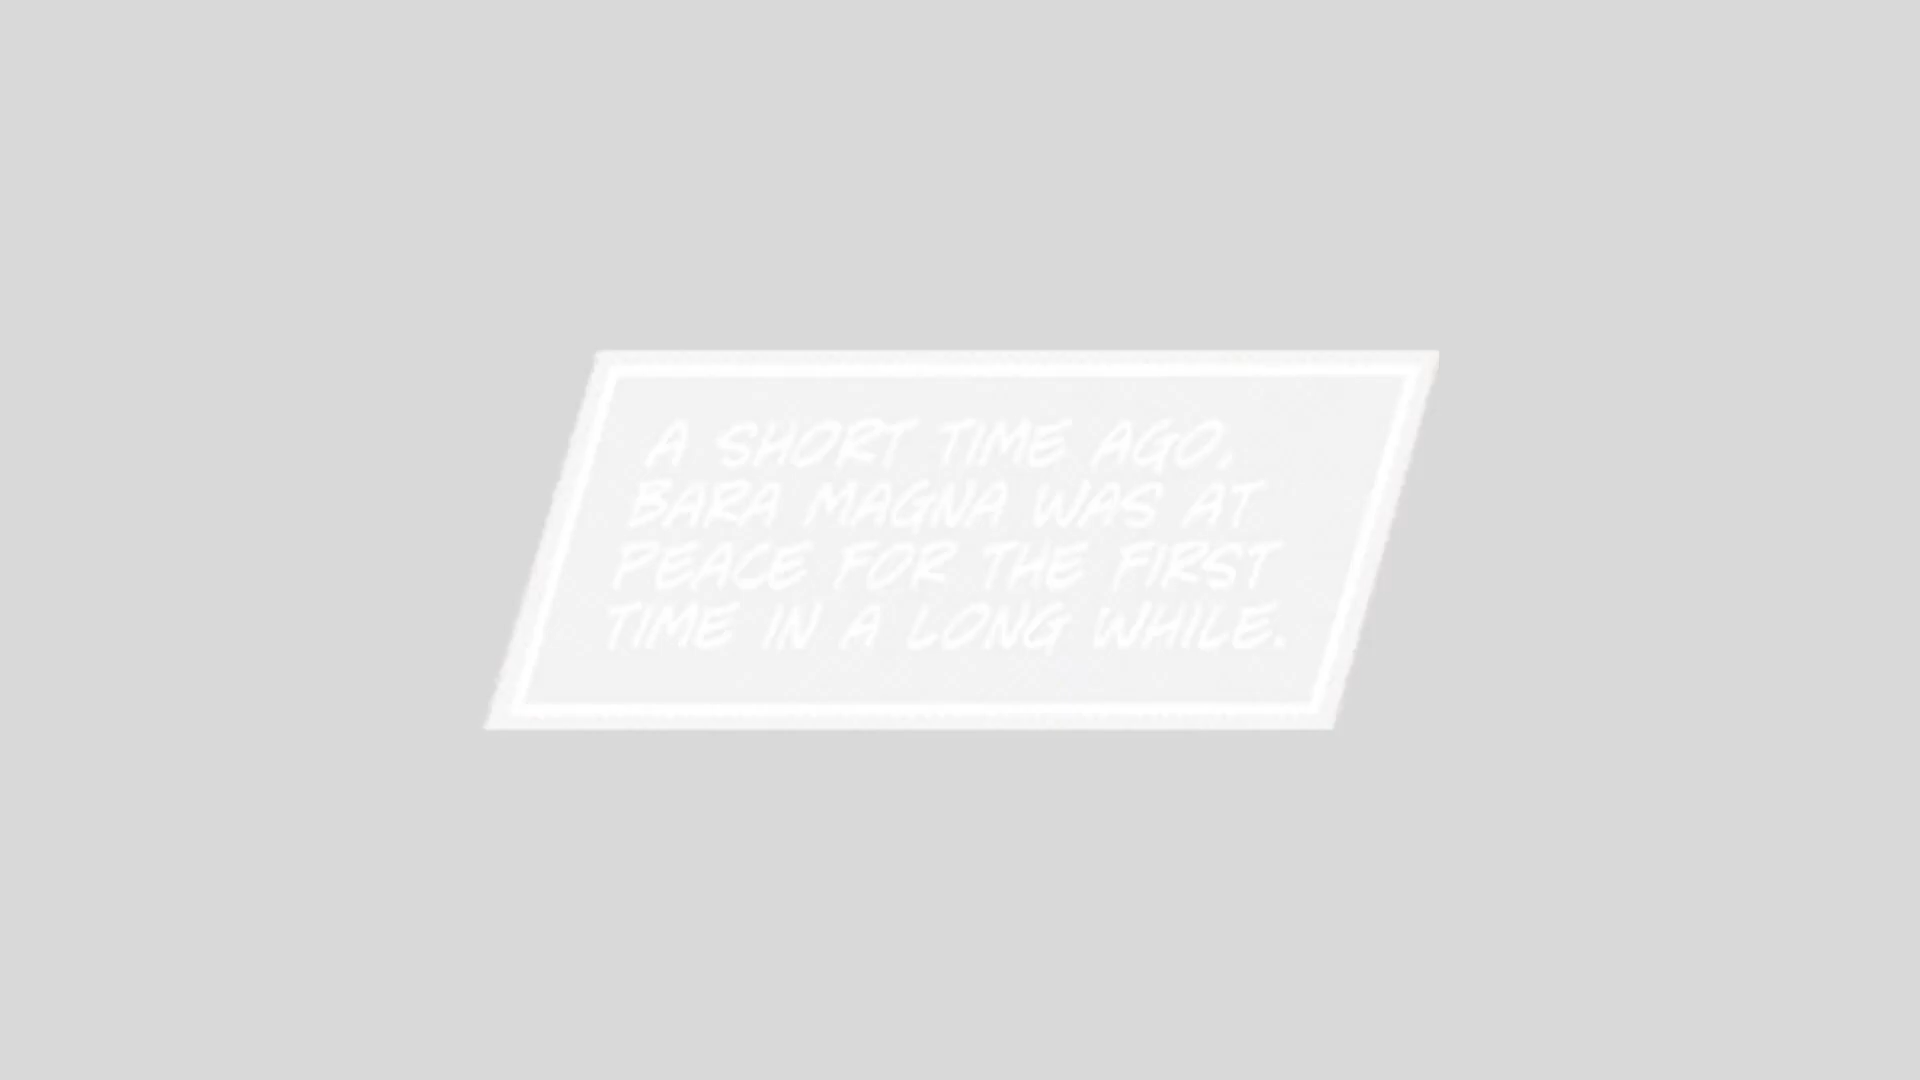 A SHORT TIME AGO,
BARA MAGNA WAS AT
PEACE FOR THE FIRST
TIME IN A LONG WHILE.